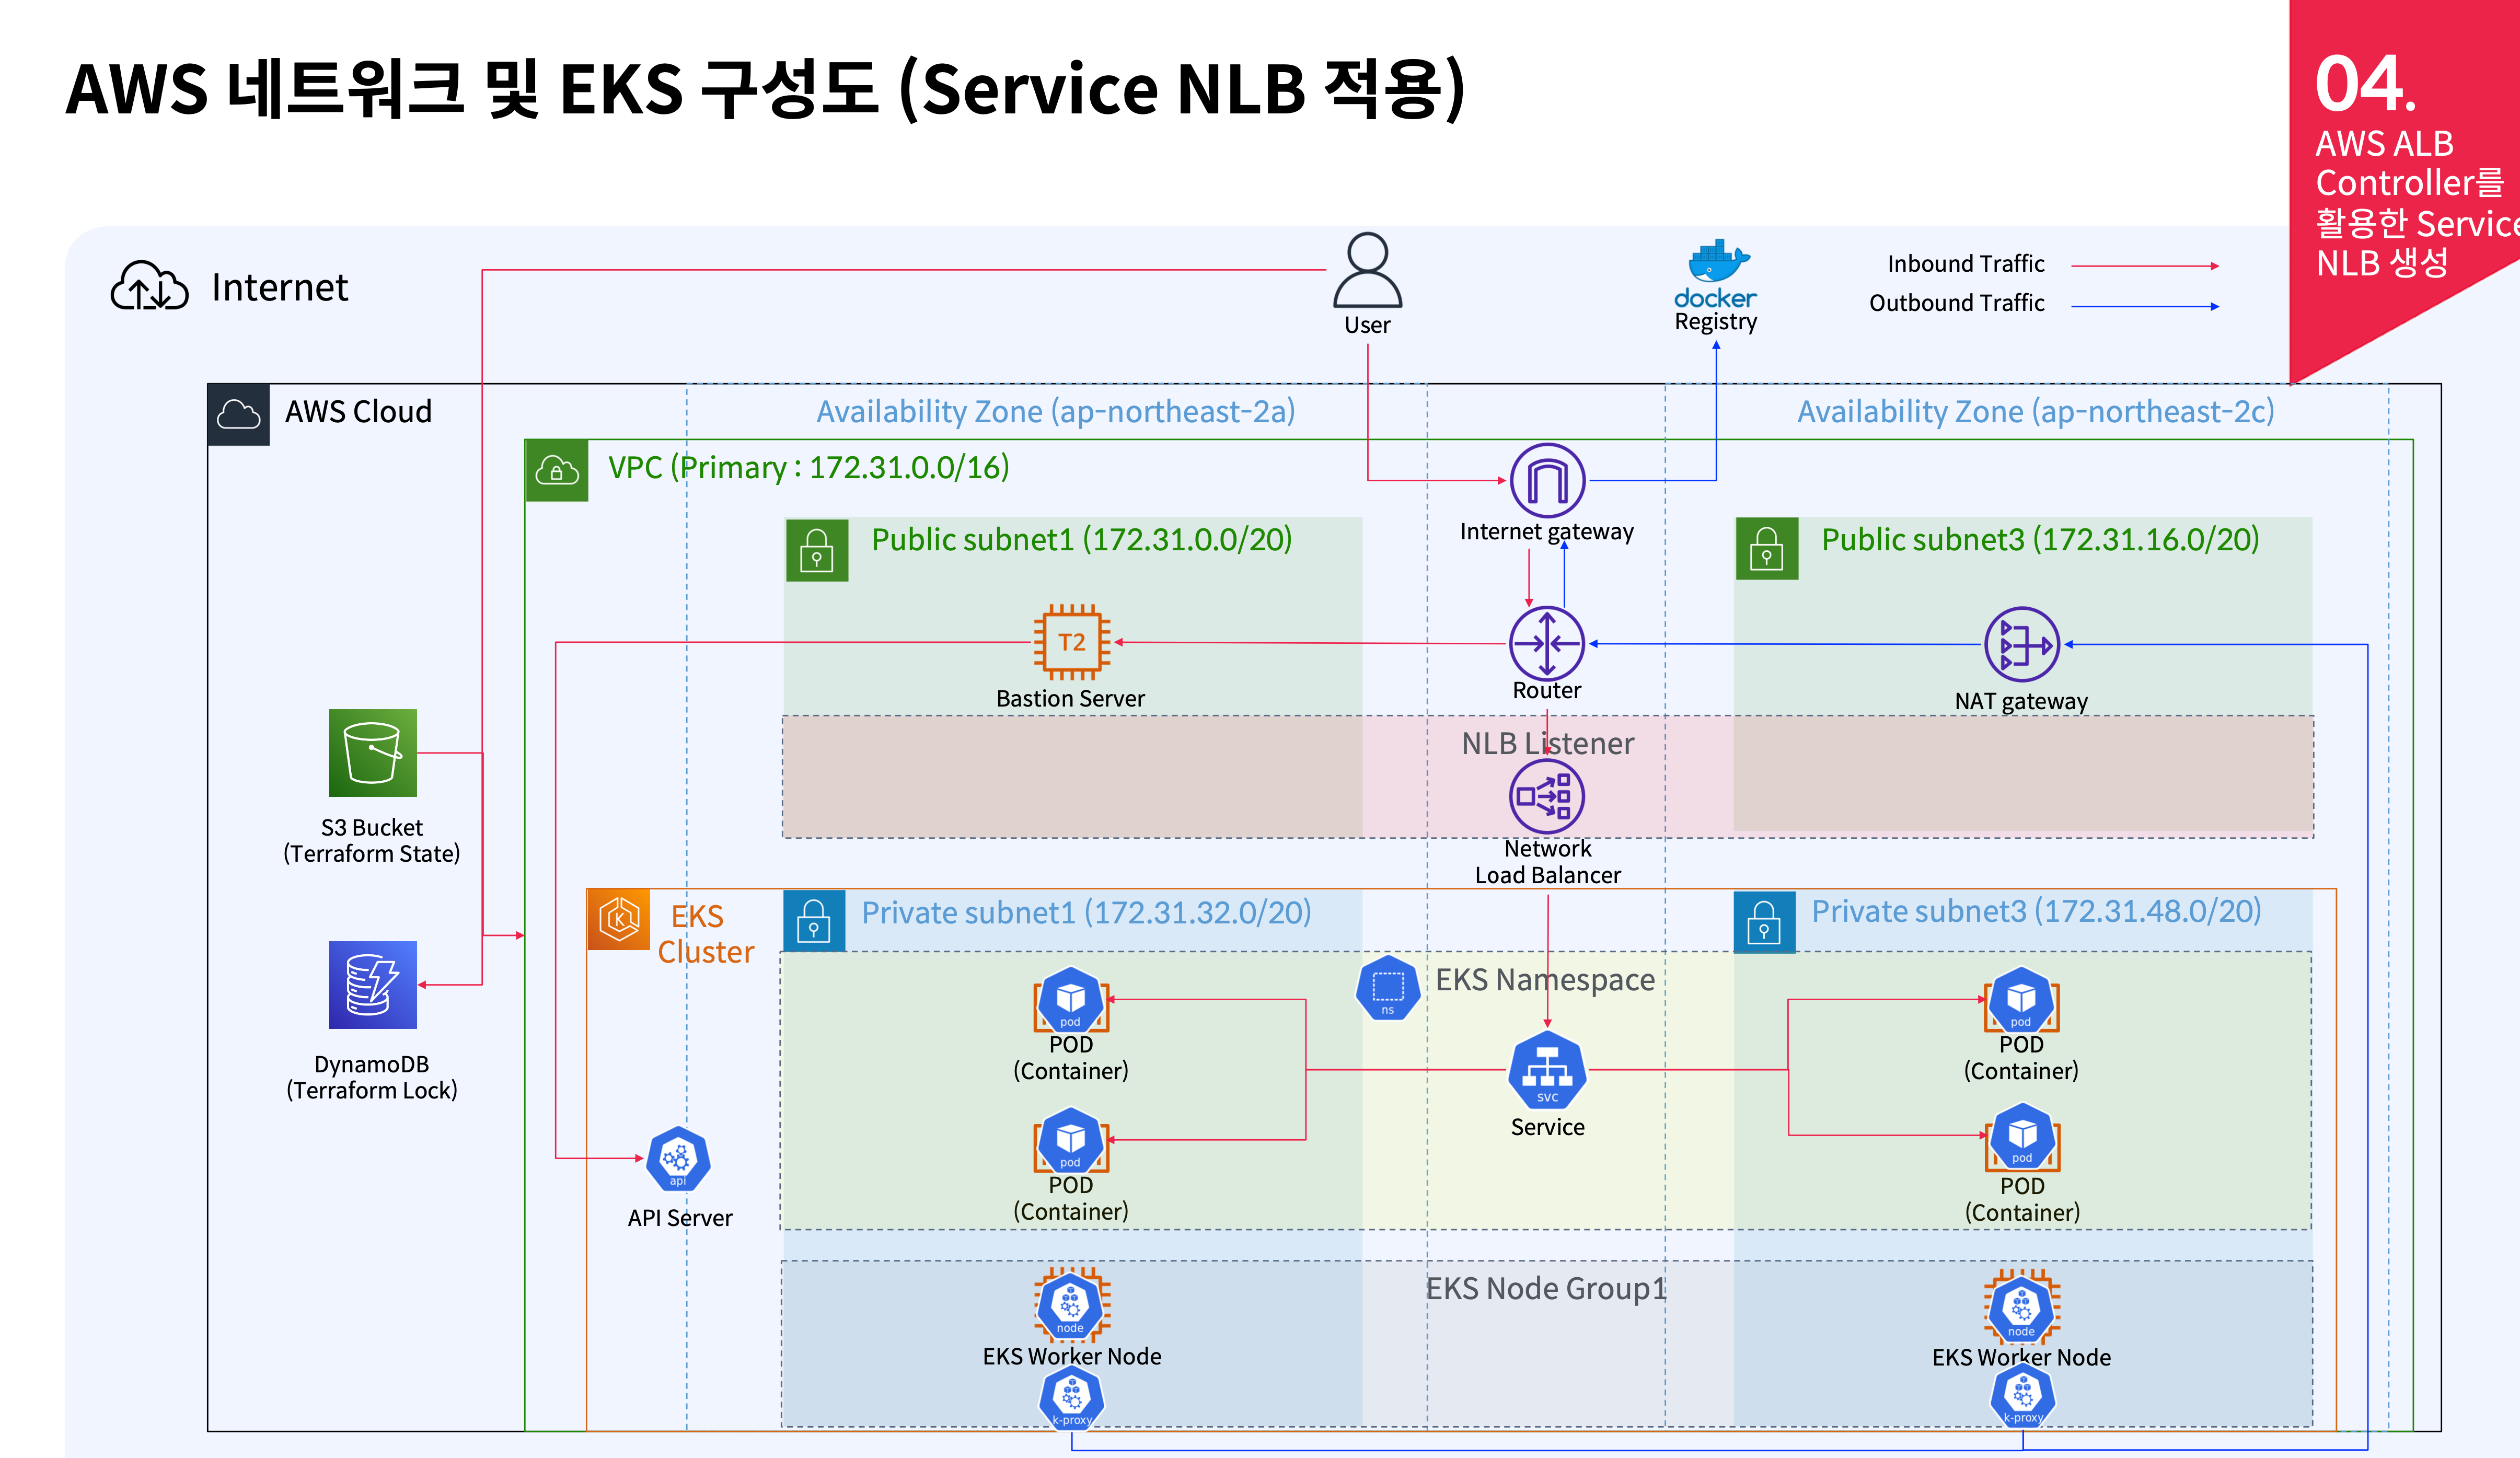 AWS 네트워크 및 EKS 구성도 (Service NLB 적용)
04.
AWS ALB
Controller를
활용한 Service
NLB 생성
Internet
User
docker
Registry
Inbound Traffic
Outbound Traffic
AWS Cloud
Availability Zone (ap-northeast-2a)
Availability Zone (ap-northeast-2c)
VPC (Primary : 172.31.0.0/16)
Internet gateway
Public subnet1 (172.31.0.0/20)
Public subnet3 (172.31.16.0/20)
T2
Bastion Server
Router
NAT gateway
NLB Listener
Network
Load Balancer
S3 Bucket
(Terraform State)
DynamoDB
(Terraform Lock)
EKS
Cluster
Private subnet1 (172.31.32.0/20)
Private subnet3 (172.31.48.0/20)
ns
EKS Namespace
pod
POD
(Container)
pod
POD
(Container)
svc
Service
pod
POD
(Container)
pod
POD
(Container)
api
API Server
EKS Node Group1
node
EKS Worker Node
k-proxy
node
EKS Worker Node
k-proxy